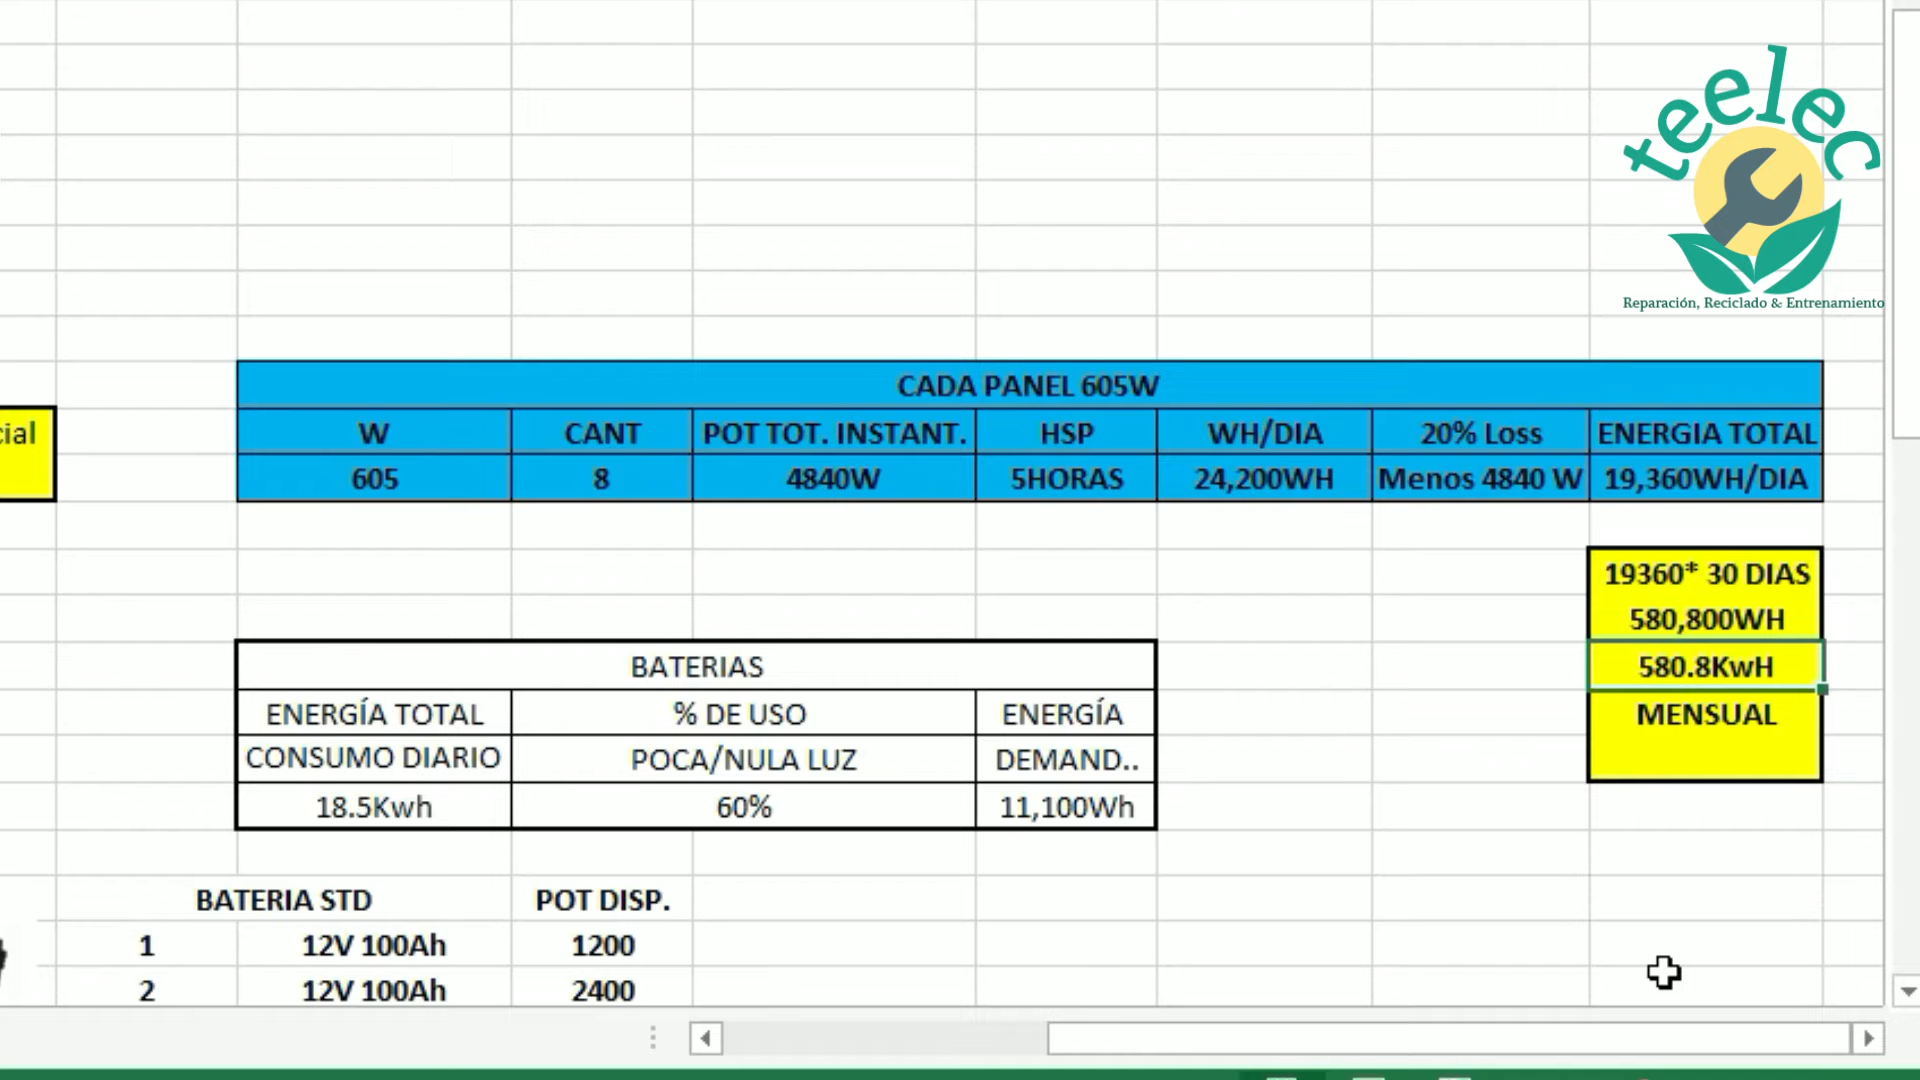 teelec
Reparación, Reciclado & Entrenamiento
CADA PANEL 605W
cial
W CANT POT TOT. INSTANT. HSP WH/DIA 20% Loss ENERGIA TOTAL
605 8 4840W 5HORAS 24,200WH Menos 4840 W 19,360WH/DIA
19360* 30 DIAS
580,800WH
580.8KwH
MENSUAL
BATERIAS
ENERGÍA TOTAL % DE USO ENERGÍA
CONSUMO DIARIO POCA/NULA LUZ DEMAND..
18.5Kwh 60% 11,100Wh
BATERIA STD POT DISP.
1 12V 100Ah 1200
2 12V 100Ah 2400